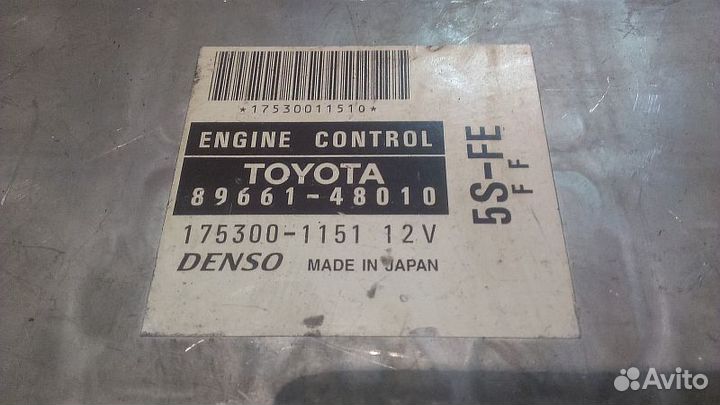 *17530011510*
ENGINE CONTROL
TOYOTA
89661-48010
175300-1151 12V
DENSO MADE IN JAPAN
5S-FE
F F
Avito